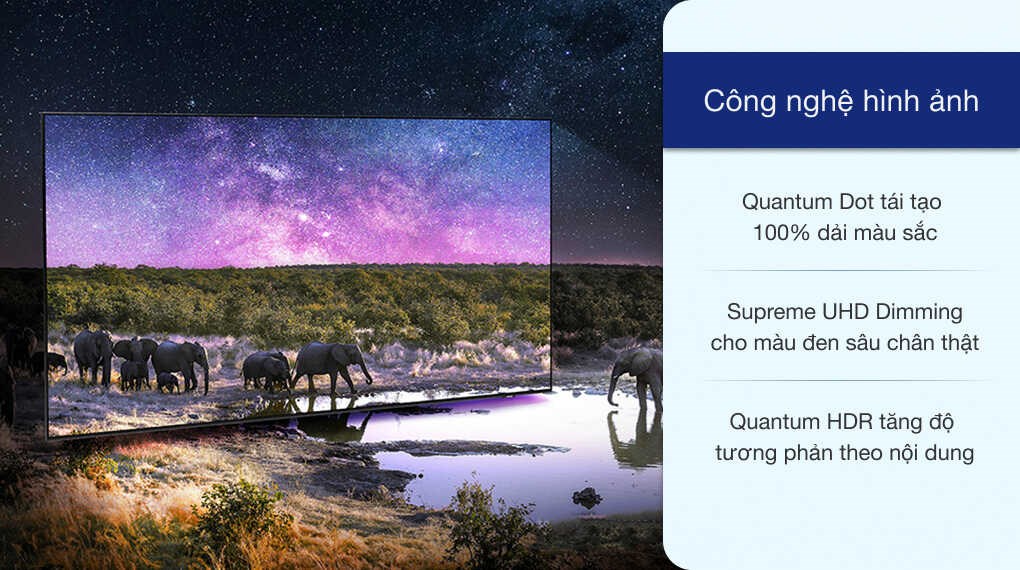 Công nghệ hình ảnh
Quantum Dot tái tạo
100% dải màu sắc
Supreme UHD Dimming
cho màu đen sâu chân thật
Quantum HDR tăng độ
tương phản theo nội dung